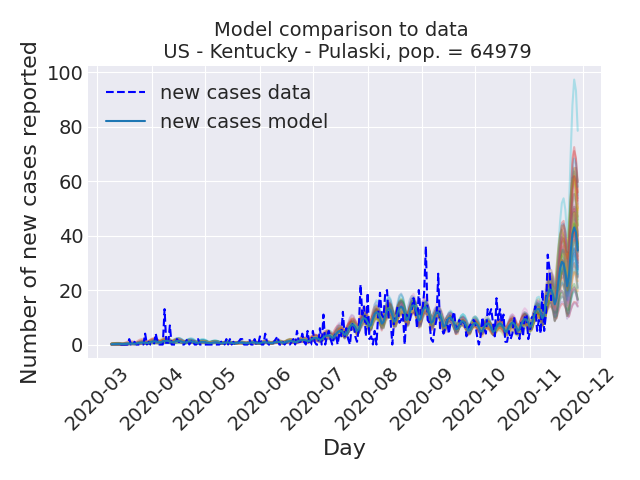 Model comparison to data
US - Kentucky - Pulaski, pop. = 64979
Number of new cases reported
100
80
60
40
20
0
new cases data
new cases model
2020-03
2020-04
2020-05
2020-06
2020-07
2020-08
2020-09
2020-10
2020-11
2020-12
Day